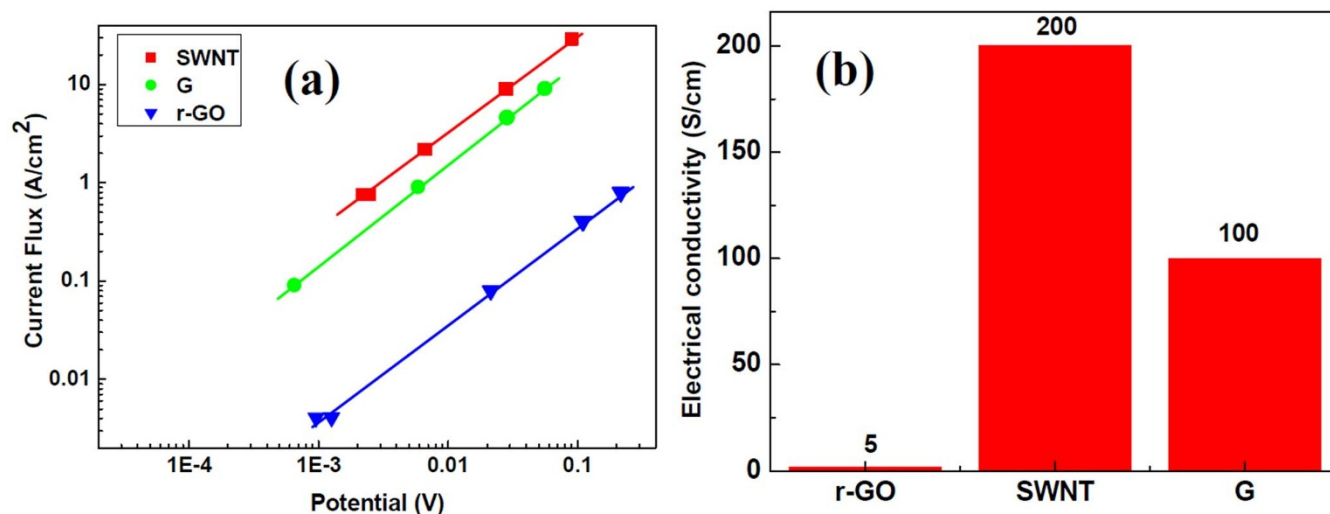 SWNT
G
r-GO
(a)
10
1
0.1
0.01
Current Flux (A/cm²)
1E-4 1E-3 0.01 0.1
Potential (V)
(b)
200
150
100
50
0
Electrical conductivity (S/cm)
5
200
100
r-GO SWNT G